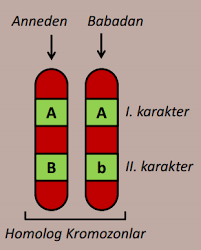 Anneden Babadan
A A I. karakter
B b II. karakter
Homolog Kromozonlar